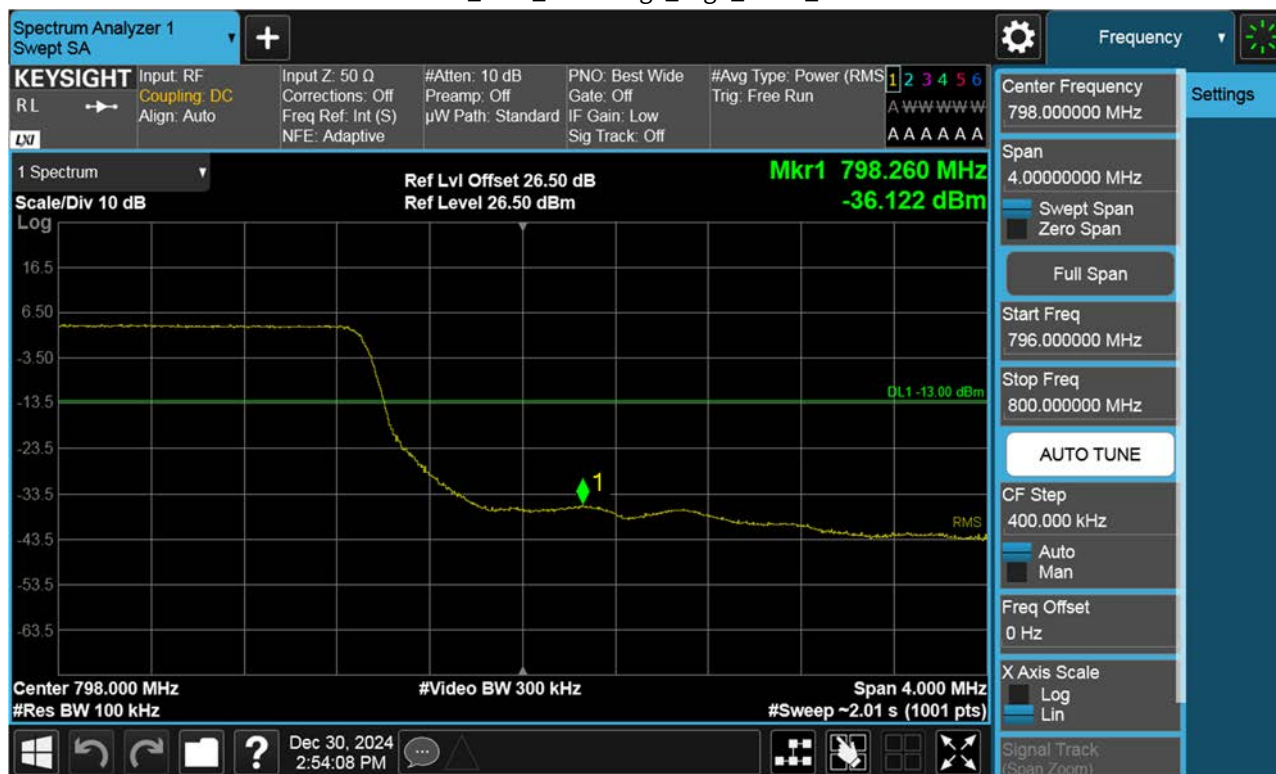 Spectrum Analyzer 1
Swept SA
Frequency
KEYSIGHT
RL
LXI
Input: RF
Coupling: DC
Align: Auto
Input Z: 50 Ω
Corrections: Off
Freq Ref: Int (S)
NFE: Adaptive
#Atten: 10 dB
Preamp: Off
µW Path: Standard
PNO: Best Wide
Gate: Off
IF Gain: Low
Sig Track: Off
#Avg Type: Power (RMS
Trig: Free Run
1 2 3 4 5 6
A W W W W W
A A A A A A
1 Spectrum
Scale/Div 10 dB
Ref Lvl Offset 26.50 dB
Ref Level 26.50 dBm
Mkr1 798.260 MHz
-36.122 dBm
Log
16.5
6.50
-3.50
-13.5
-23.5
-33.5
-43.5
-53.5
-63.5
DL1 -13.00 dBm
1
RMS
Center 798.000 MHz
#Res BW 100 kHz
#Video BW 300 kHz
Span 4.000 MHz
#Sweep ~2.01 s (1001 pts)
Dec 30, 2024
2:54:08 PM
Center Frequency
798.000000 MHz
Span
4.00000000 MHz
Swept Span
Zero Span
Full Span
Start Freq
796.000000 MHz
Stop Freq
800.000000 MHz
AUTO TUNE
CF Step
400.000 kHz
Auto
Man
Freq Offset
0 Hz
X Axis Scale
Log
Lin
Signal Track
(Span Zoom)
Settings